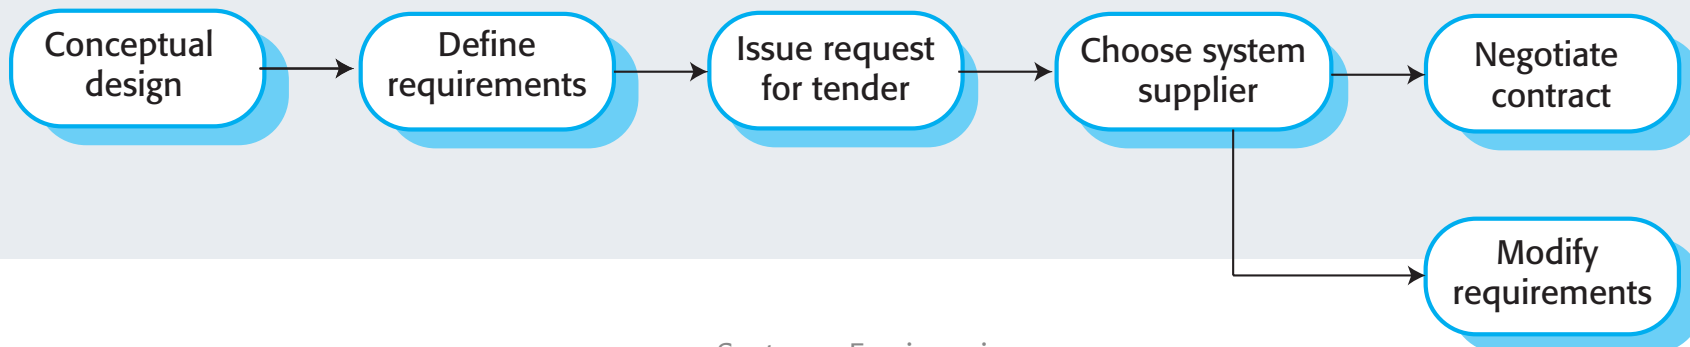 Conceptual
design
Define
requirements
Issue request
for tender
Choose system
supplier
Negotiate
contract
Modify
requirements